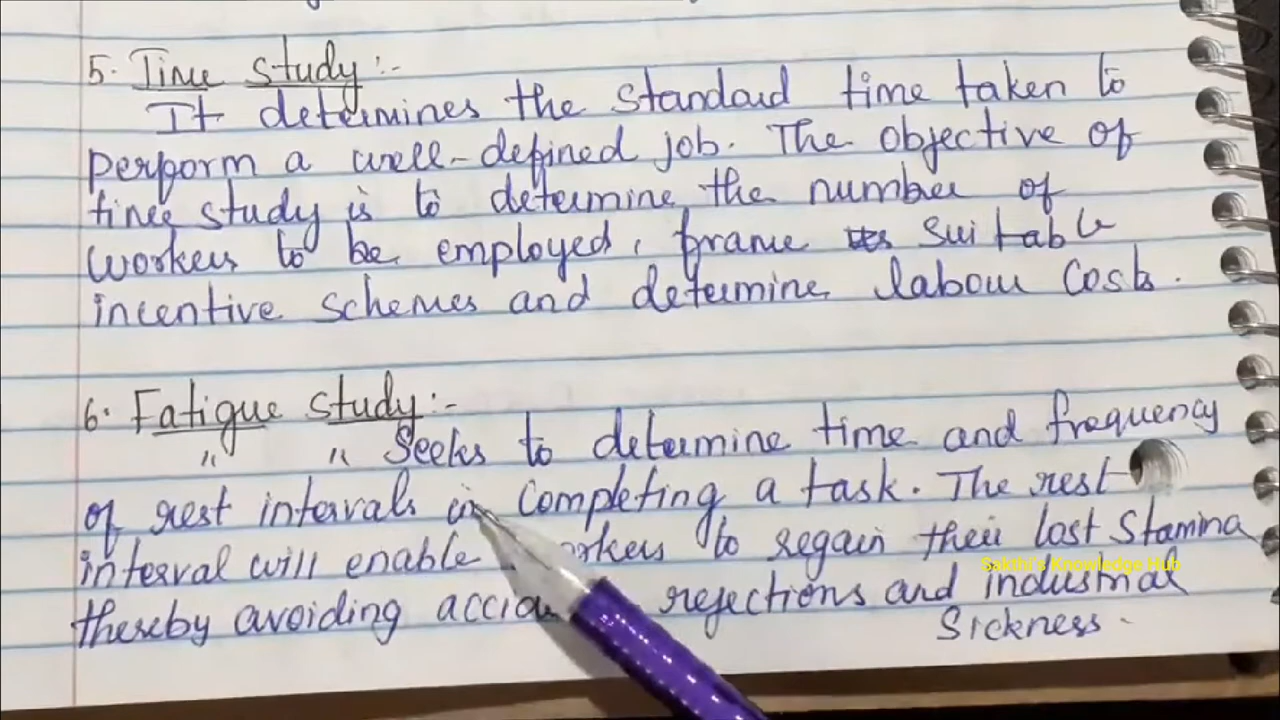 5. Time study :-
It determines the standard time taken to
perform a well-defined job. The objective of
time study is to determine the number of
workers to be employed, frame suitable
incentive schemes and determine labour costs.
6. Fatigue study :-
" " Seeks to determine time and frequency
of rest intervals in completing a task. The rest
interval will enable to regain their lost Stamina
Sakthi's Knowledge Hub
thereby avoiding rejections and industrial
Sickness.